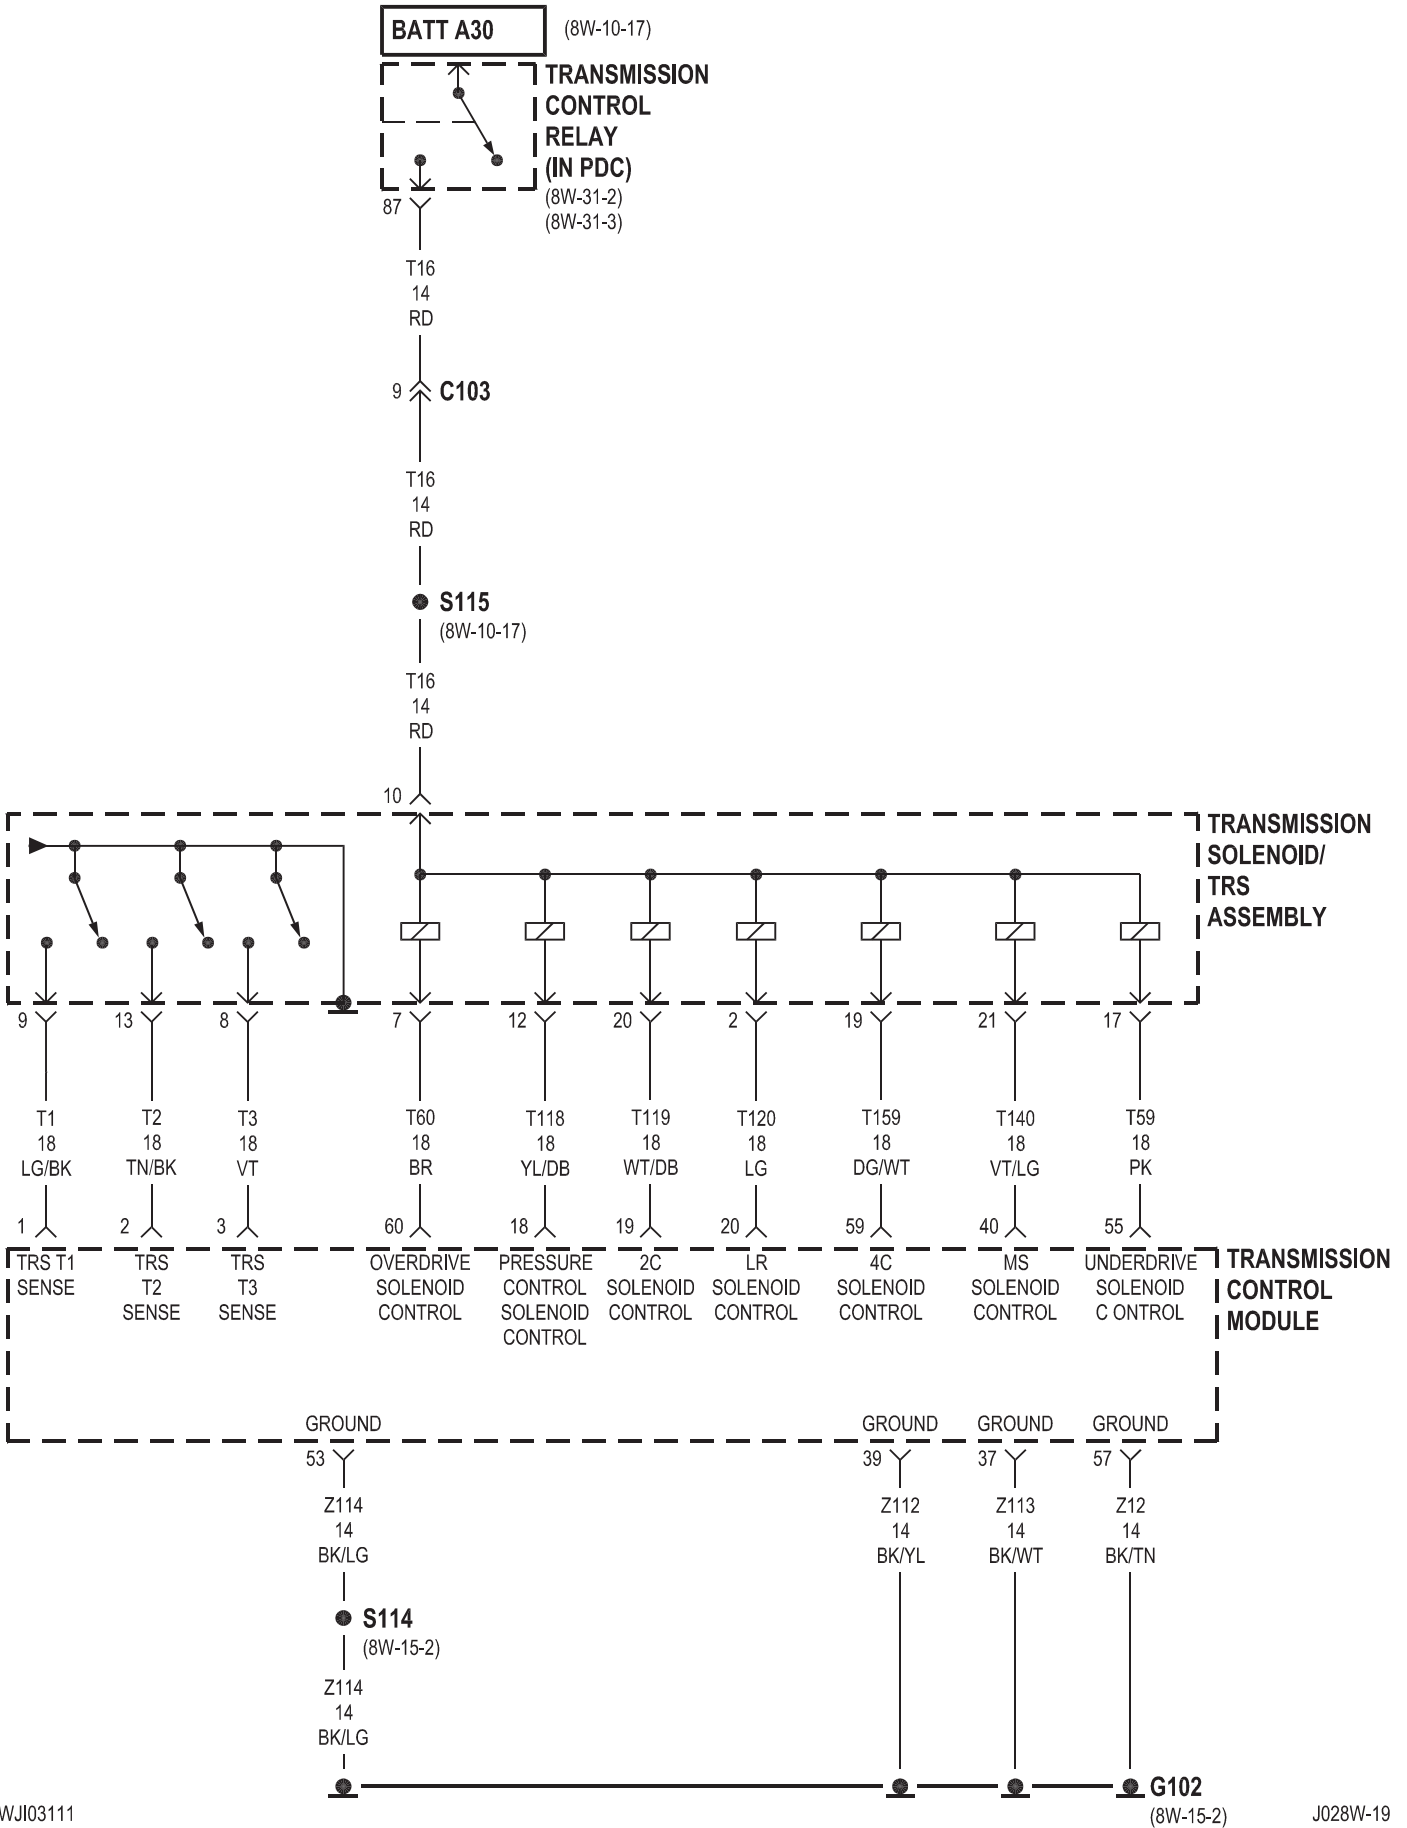 BATT A30 (8W-10-17)
TRANSMISSION
CONTROL
RELAY
(IN PDC)
(8W-31-2)
(8W-31-3)
87
T16
14
RD
9 C103
T16
14
RD
S115
(8W-10-17)
T16
14
RD
10
TRANSMISSION
SOLENOID/
TRS
ASSEMBLY
9 13 8 7 12 20 2 19 21 17
T1 T2 T3 T60 T118 T119 T120 T159 T140 T59
18 18 18 18 18 18 18 18 18 18
LG/BK TN/BK VT BR YL/DB WT/DB LG DG/WT VT/LG PK
1 2 3 60 18 19 20 59 40 55
TRS T1 TRS TRS OVERDRIVE PRESSURE 2C LR 4C MS UNDERDRIVE
SENSE T2 T3 SOLENOID CONTROL SOLENOID SOLENOID SOLENOID SOLENOID SOLENOID
SENSE SENSE CONTROL SOLENOID CONTROL CONTROL CONTROL CONTROL C ONTROL
CONTROL
TRANSMISSION
CONTROL
MODULE
GROUND GROUND GROUND GROUND
53 39 37 57
Z114 Z112 Z113 Z12
14 14 14 14
BK/LG BK/YL BK/WT BK/TN
S114
(8W-15-2)
Z114
14
BK/LG
G102
(8W-15-2)
WJI03111 J028W-19